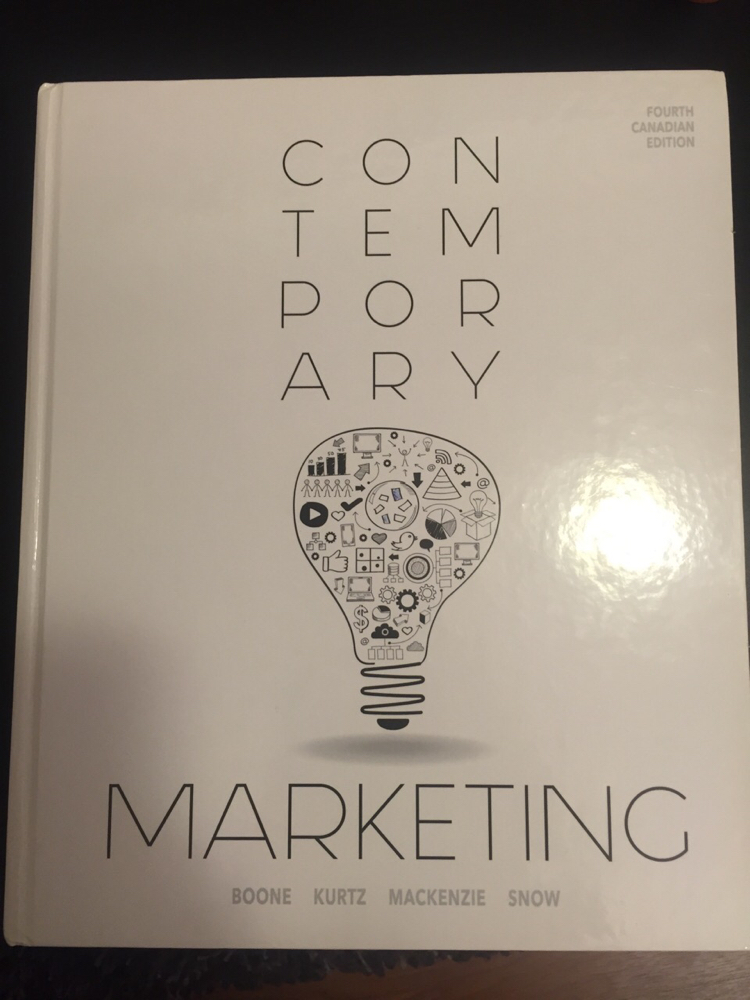 FOURTH
CANADIAN
EDITION
CON
TEM
POR
ARY
MARKETING
BOONE KURTZ MACKENZIE SNOW